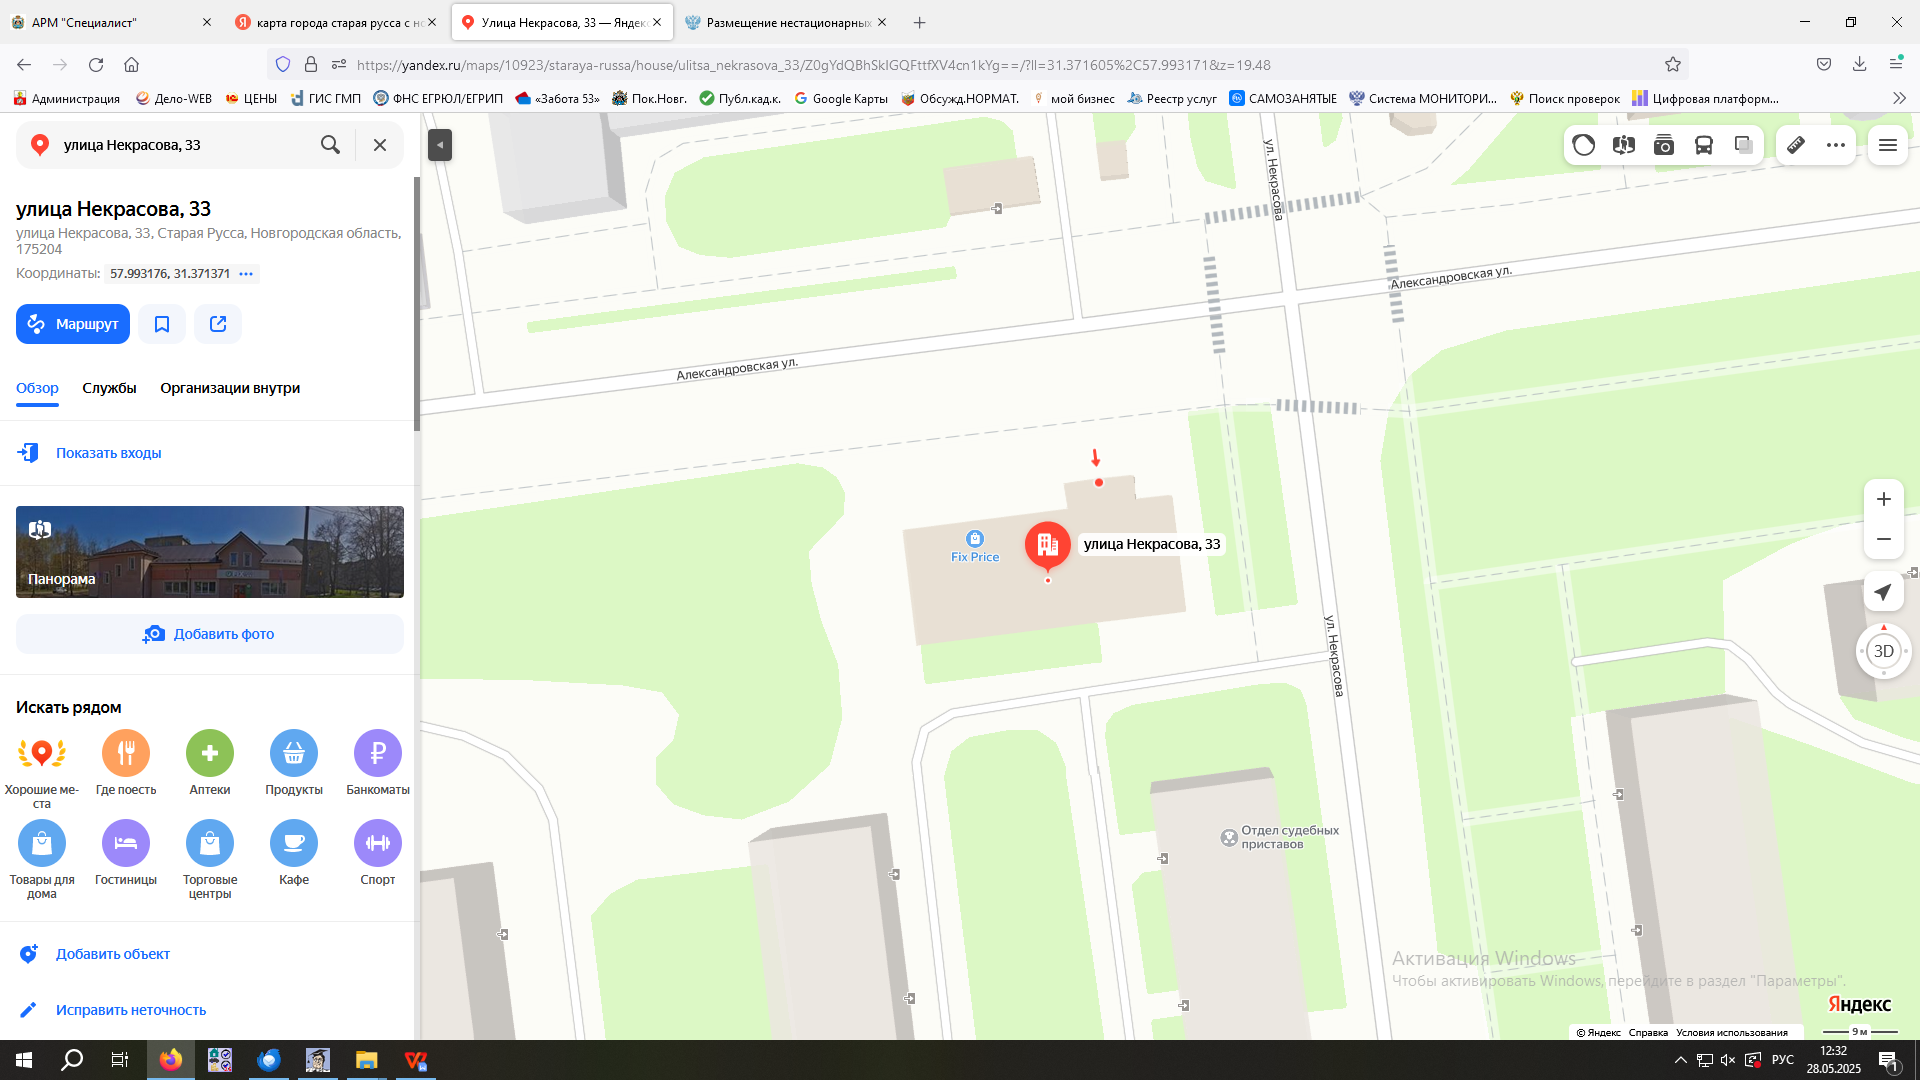 АРМ "Специалист"
карта города старая русса с но
Улица Некрасова, 33 — Яндек
Размещение нестационарных
https://yandex.ru/maps/10923/staraya-russa/house/ulitsa_nekrasova_33/Z0gYdQBhSkIGQFttfXV4cn1kYg==/?ll=31.371605%2C57.993171&z=19.48
Администрация
Дело-WEB
ЦЕНЫ
ГИС ГМП
ФНС ЕГРЮЛ/ЕГРИП
«Забота 53»
Пок.Новг.
Публ.кад.к.
Google Карты
Обсужд.НОРМАТ.
мой бизнес
Реестр услуг
САМОЗАНЯТЫЕ
Система МОНИТОРИ...
Поиск проверок
Цифровая платформ...
улица Некрасова, 33
улица Некрасова, 33
улица Некрасова, 33, Старая Русса, Новгородская область,
175204
Координаты: 57.993176, 31.371371
Маршрут
Обзор
Службы
Организации внутри
Показать входы
Панорама
Добавить фото
Искать рядом
Хорошие ме-
ста
Где поесть
Аптеки
Продукты
Банкоматы
Товары для
дома
Гостиницы
Торговые
центры
Кафе
Спорт
Добавить объект
Исправить неточность
ул. Некрасова
Александровская ул.
Александровская ул.
Fix Price
улица Некрасова, 33
ул. Некрасова
3D
Отдел судебных
приставов
Активация Windows
Чтобы активировать Windows, перейдите в раздел "Параметры".
Яндекс
© Яндекс Справка Условия использования
9 м
РУС
12:32
28.05.2025
1